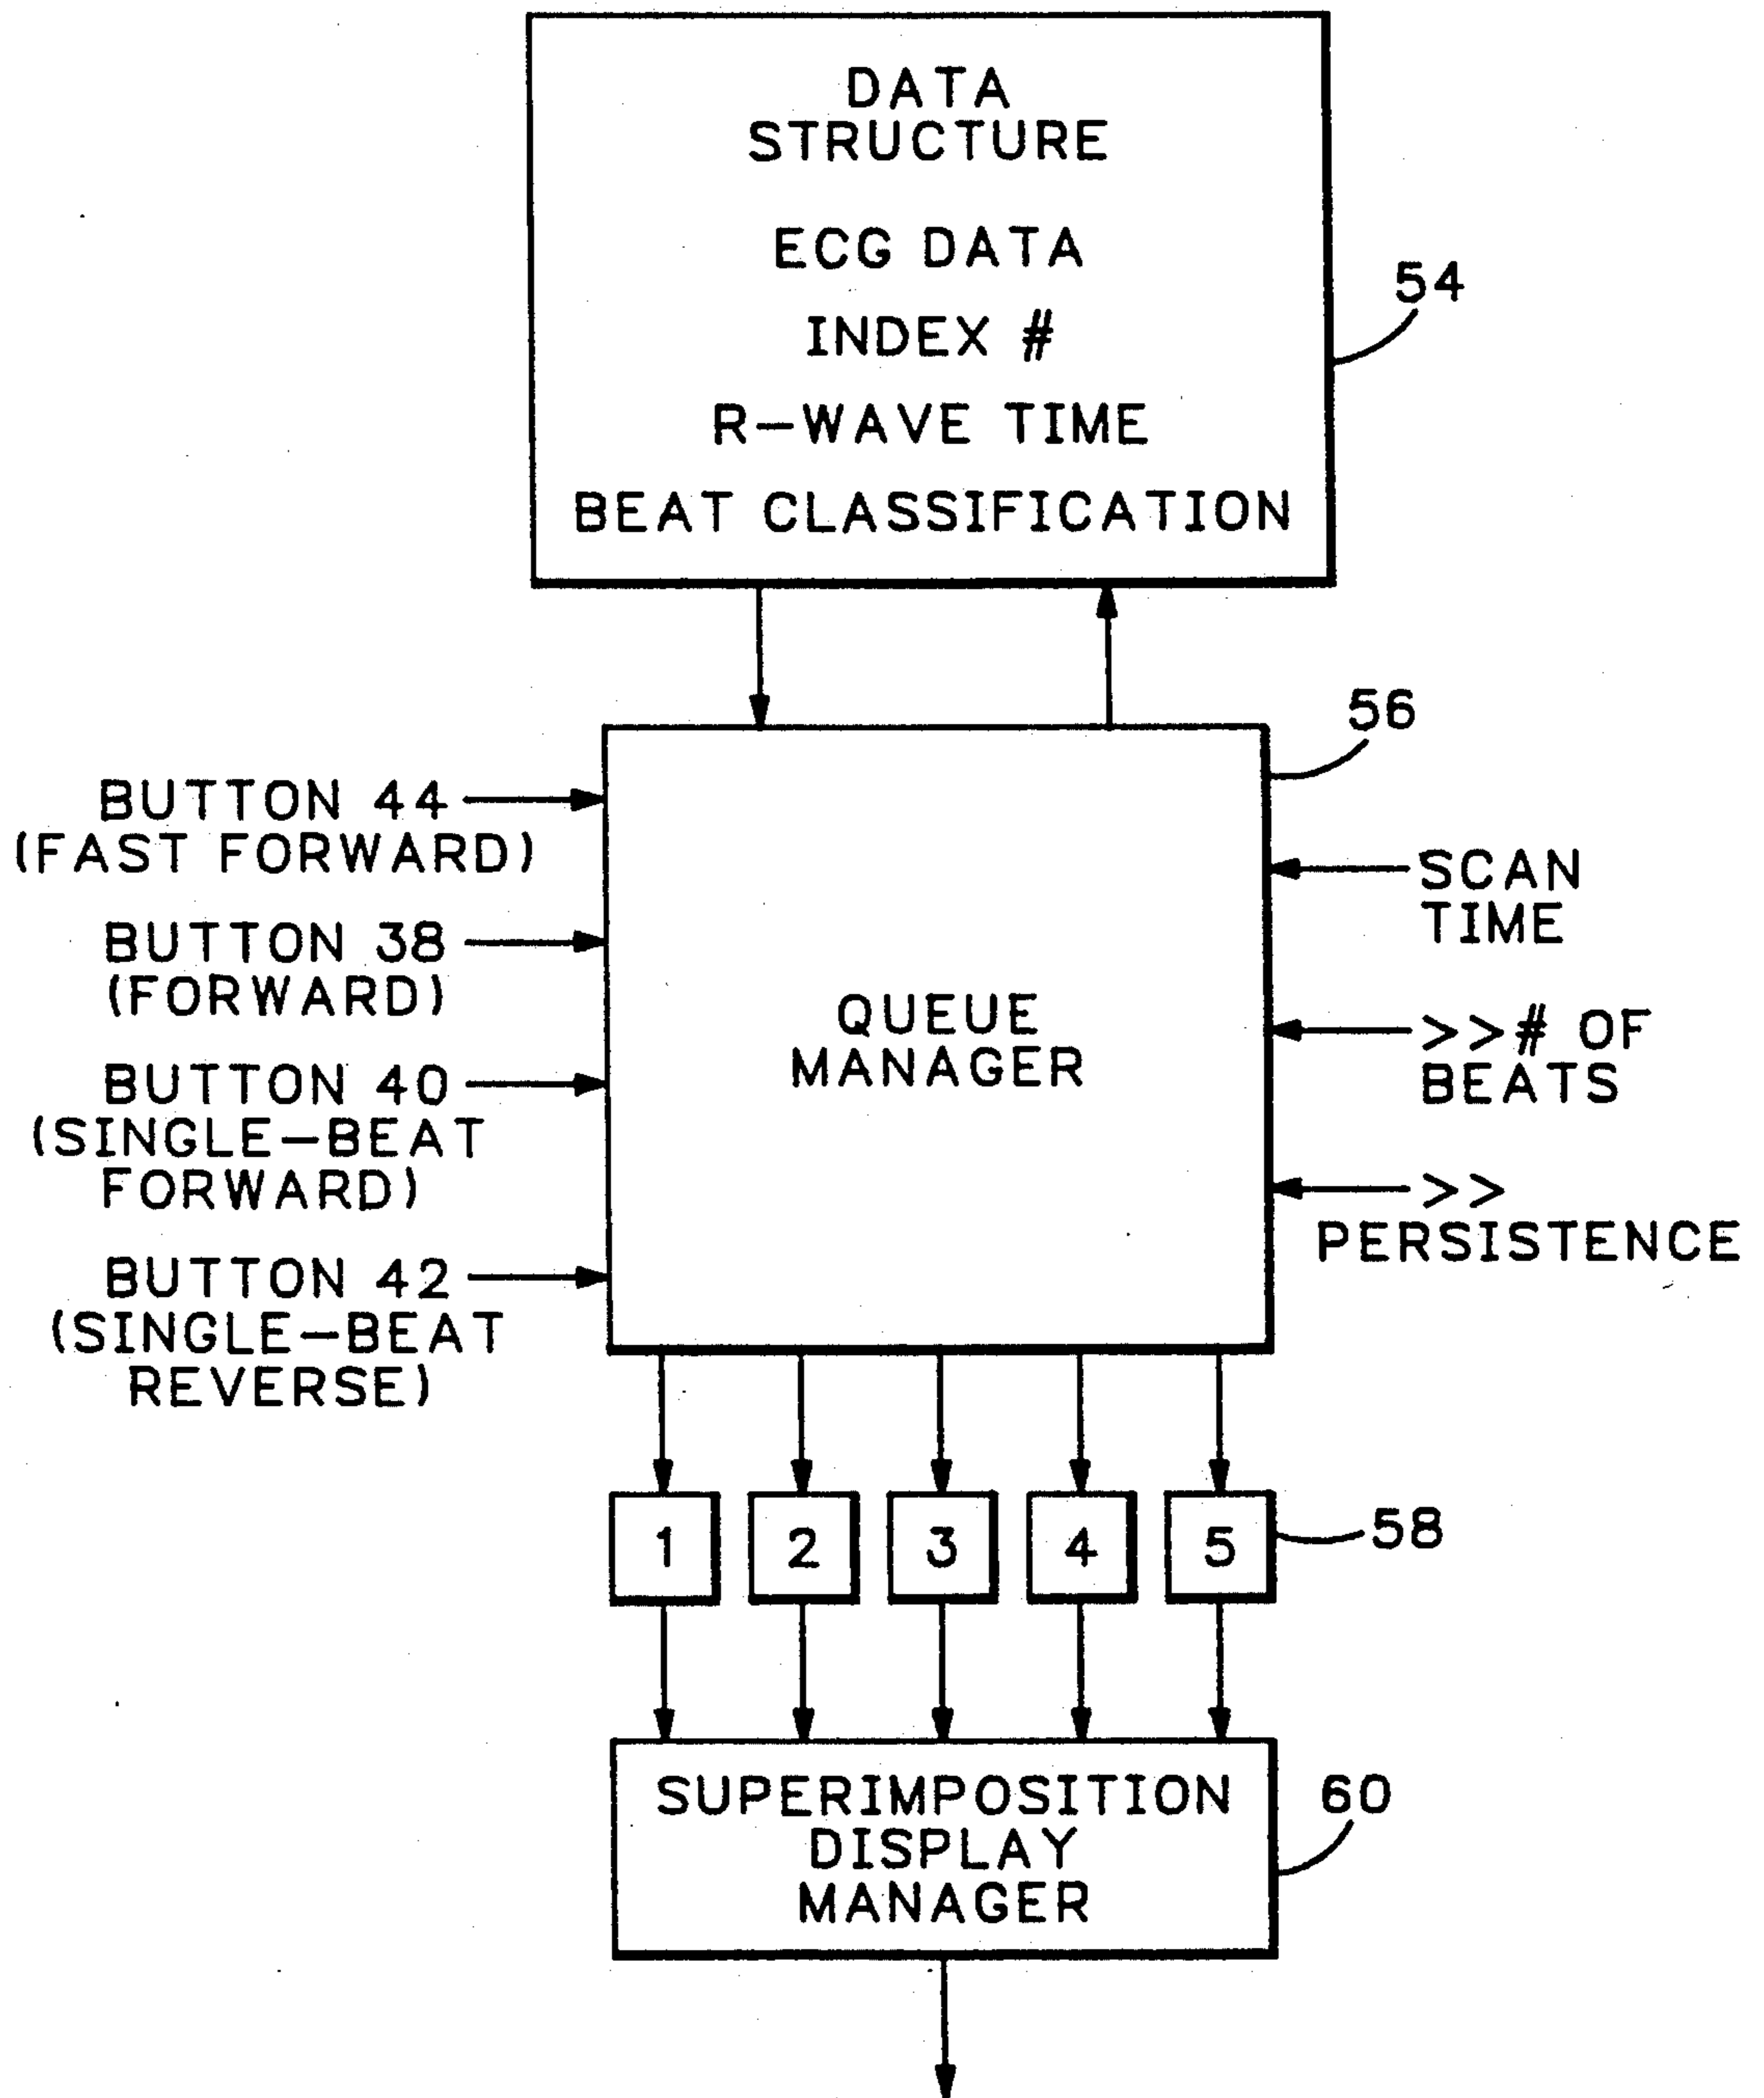 DATA
STRUCTURE
ECG DATA
INDEX #
R–WAVE TIME
BEAT CLASSIFICATION
54
56
BUTTON 44
(FAST FORWARD)
BUTTON 38
(FORWARD)
BUTTON 40
(SINGLE–BEAT
FORWARD)
BUTTON 42
(SINGLE–BEAT
REVERSE)
QUEUE
MANAGER
SCAN
TIME
>># OF
BEATS
>>
PERSISTENCE
1 2 3 4 5
58
SUPERIMPOSITION
DISPLAY
MANAGER
60